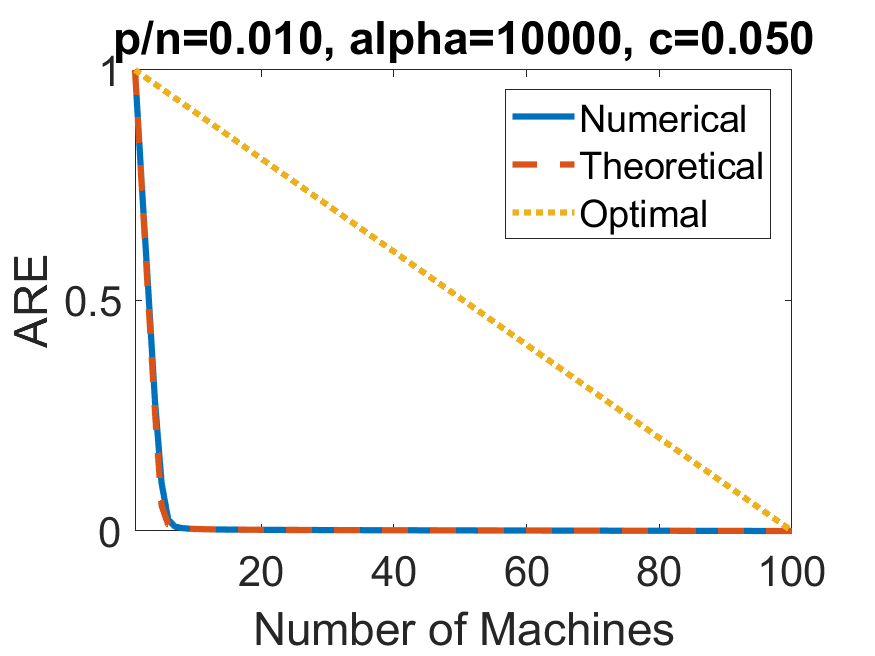 p/n=0.010, alpha=10000, c=0.050
1
Numerical
Theoretical
Optimal
ARE
0.5
0
20 40 60 80 100
Number of Machines